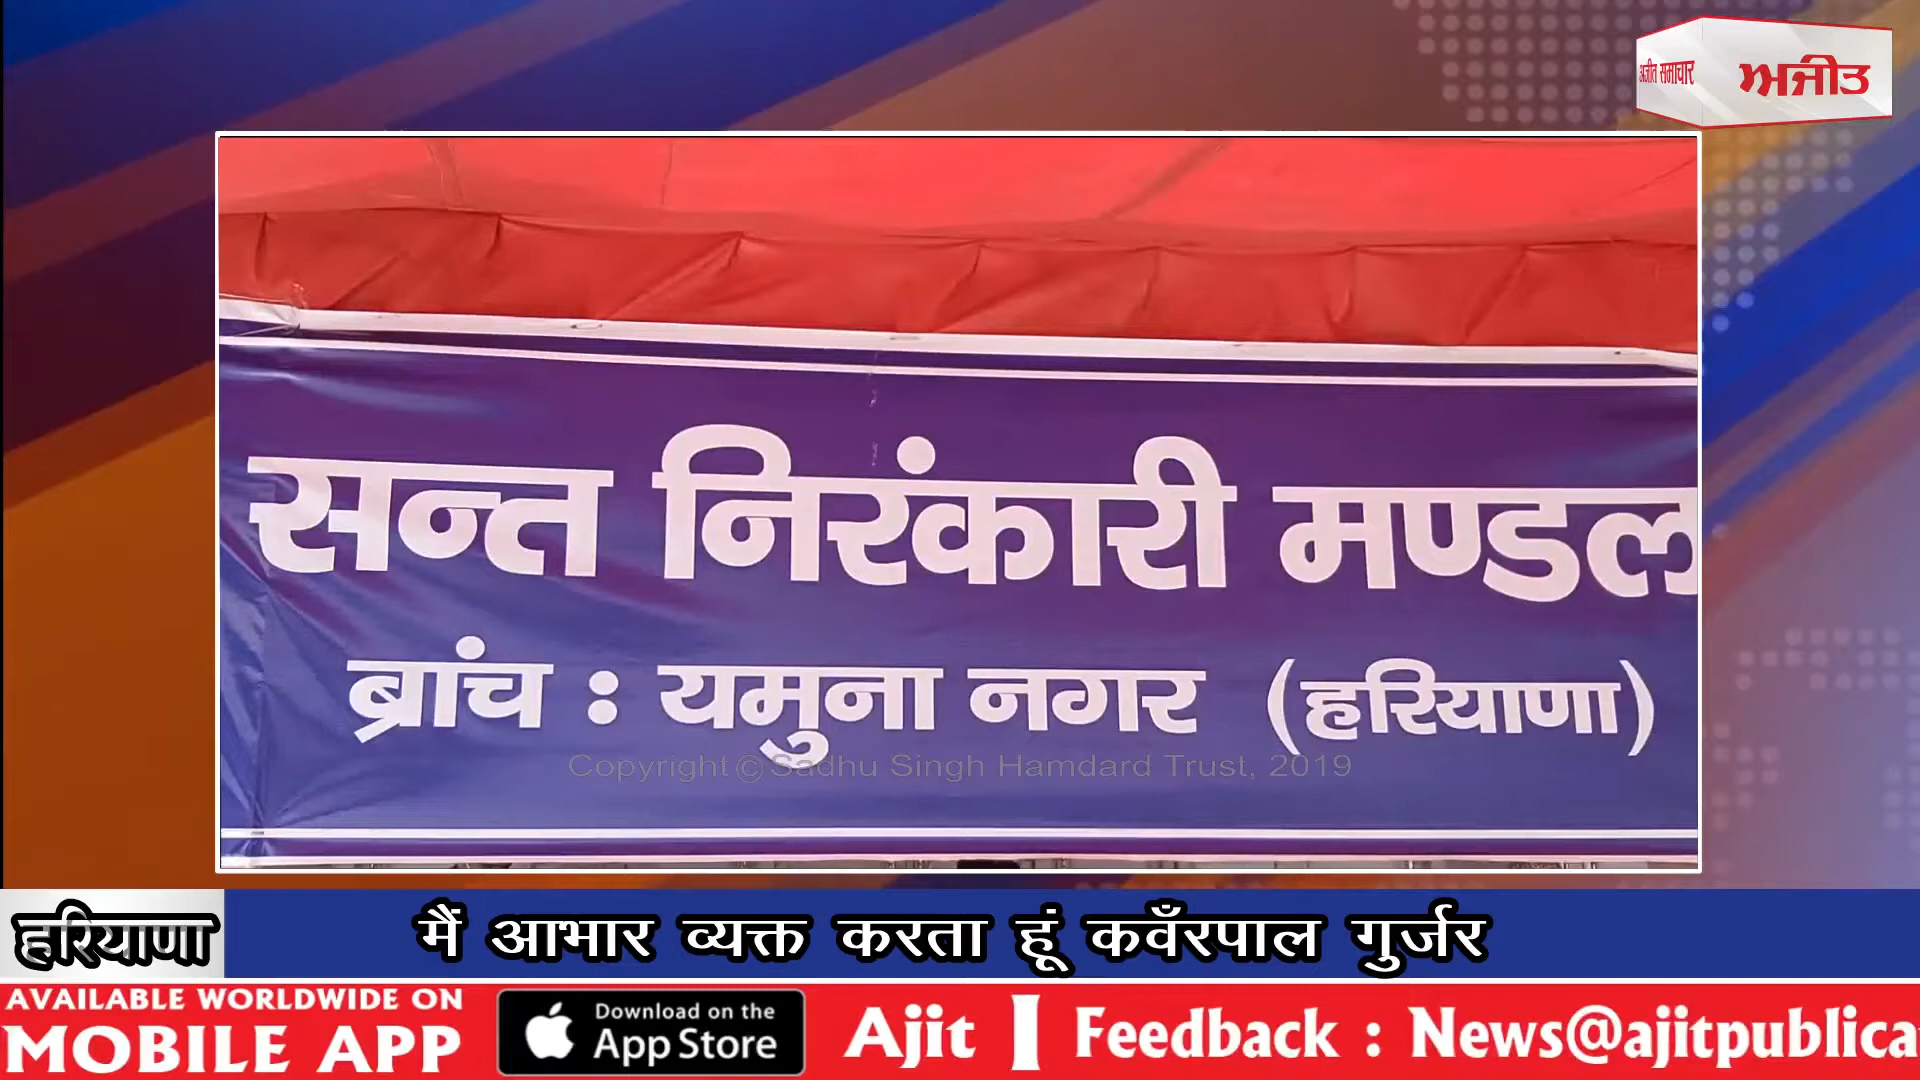 अजीत समाचार
ਅਜੀਤ
सन्त निरंकारी मण्डल
ब्रांच : यमुना नगर (हरियाणा)
Copyright © Sadhu Singh Hamdard Trust, 2019
हरियाणा
मैं आभार व्यक्त करता हूं कवँरपाल गुर्जर
AVAILABLE WORLDWIDE ON
MOBILE APP
Download on the
App Store
Ajit
Feedback : News@ajitpublica